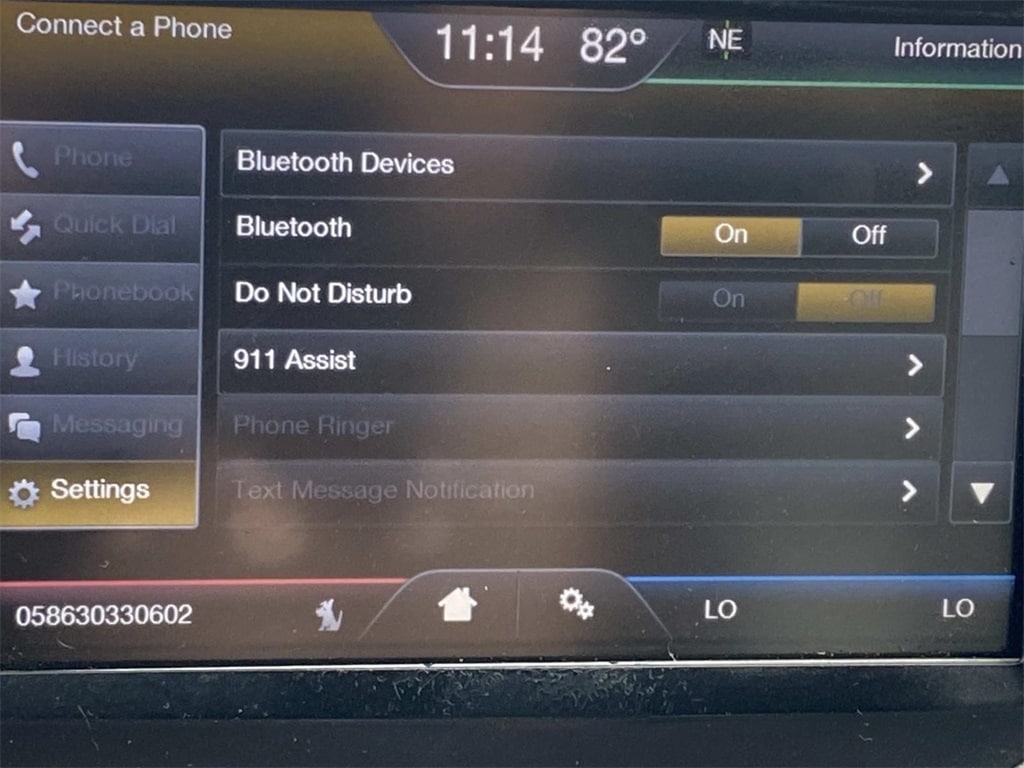 Connect a Phone
11:14 82° NE Information
Phone
Quick Dial
Phonebook
History
Messaging
Settings
Bluetooth Devices
Bluetooth On Off
Do Not Disturb On Off
911 Assist
Phone Ringer
Text Message Notification
058630330602 LO LO